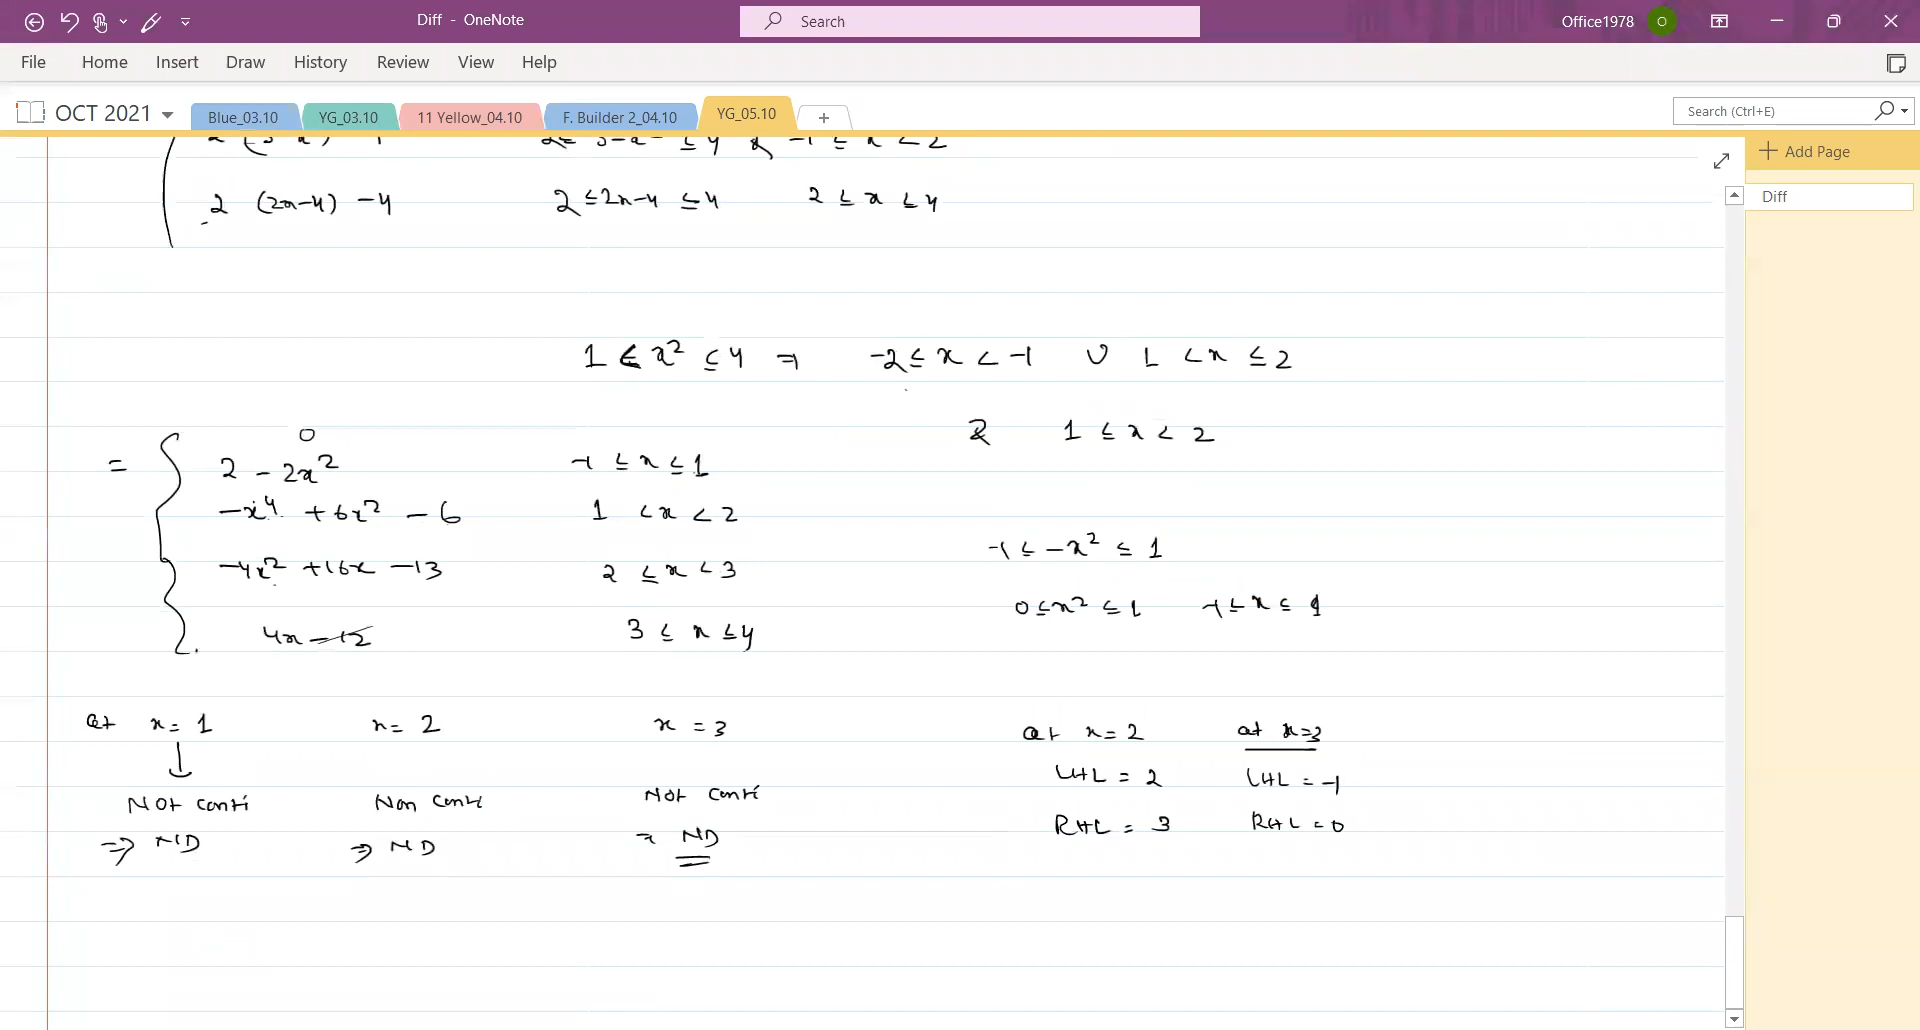 Diff - OneNote
Search
Office1978
O
File Home Insert Draw History Review View Help
OCT 2021
Blue_03.10 YG_03.10 11 Yellow_04.10 F. Builder 2_04.10 YG_05.10 +
Search (Ctrl+E)
Add Page
Diff
2 (2x-4) -4 2 ≤ 2x-4 ≤ 4 2 ≤ x ≤ 4
1 < x² ≤ 4 ⇒ -2 ≤ x < -1 ∪ 1 < x ≤ 2
& 1 ≤ x < 2
0
= 2 - 2x² -1 ≤ x ≤ 1
-x⁴ + 6x² - 6 1 < x < 2
-4x² + 16x - 13 2 ≤ x < 3
4x - 12 3 ≤ x ≤ 4
-1 ≤ -x² ≤ 1
0 ≤ x² ≤ 1 -1 ≤ x ≤ 1
at x = 1 x = 2 x = 3
Not conti Non conti Not conti
⇒ ND ⇒ ND ⇒ ND
at x = 2 at x = 3
LHL = 2 LHL = -1
RHL = 3 RHL = 0